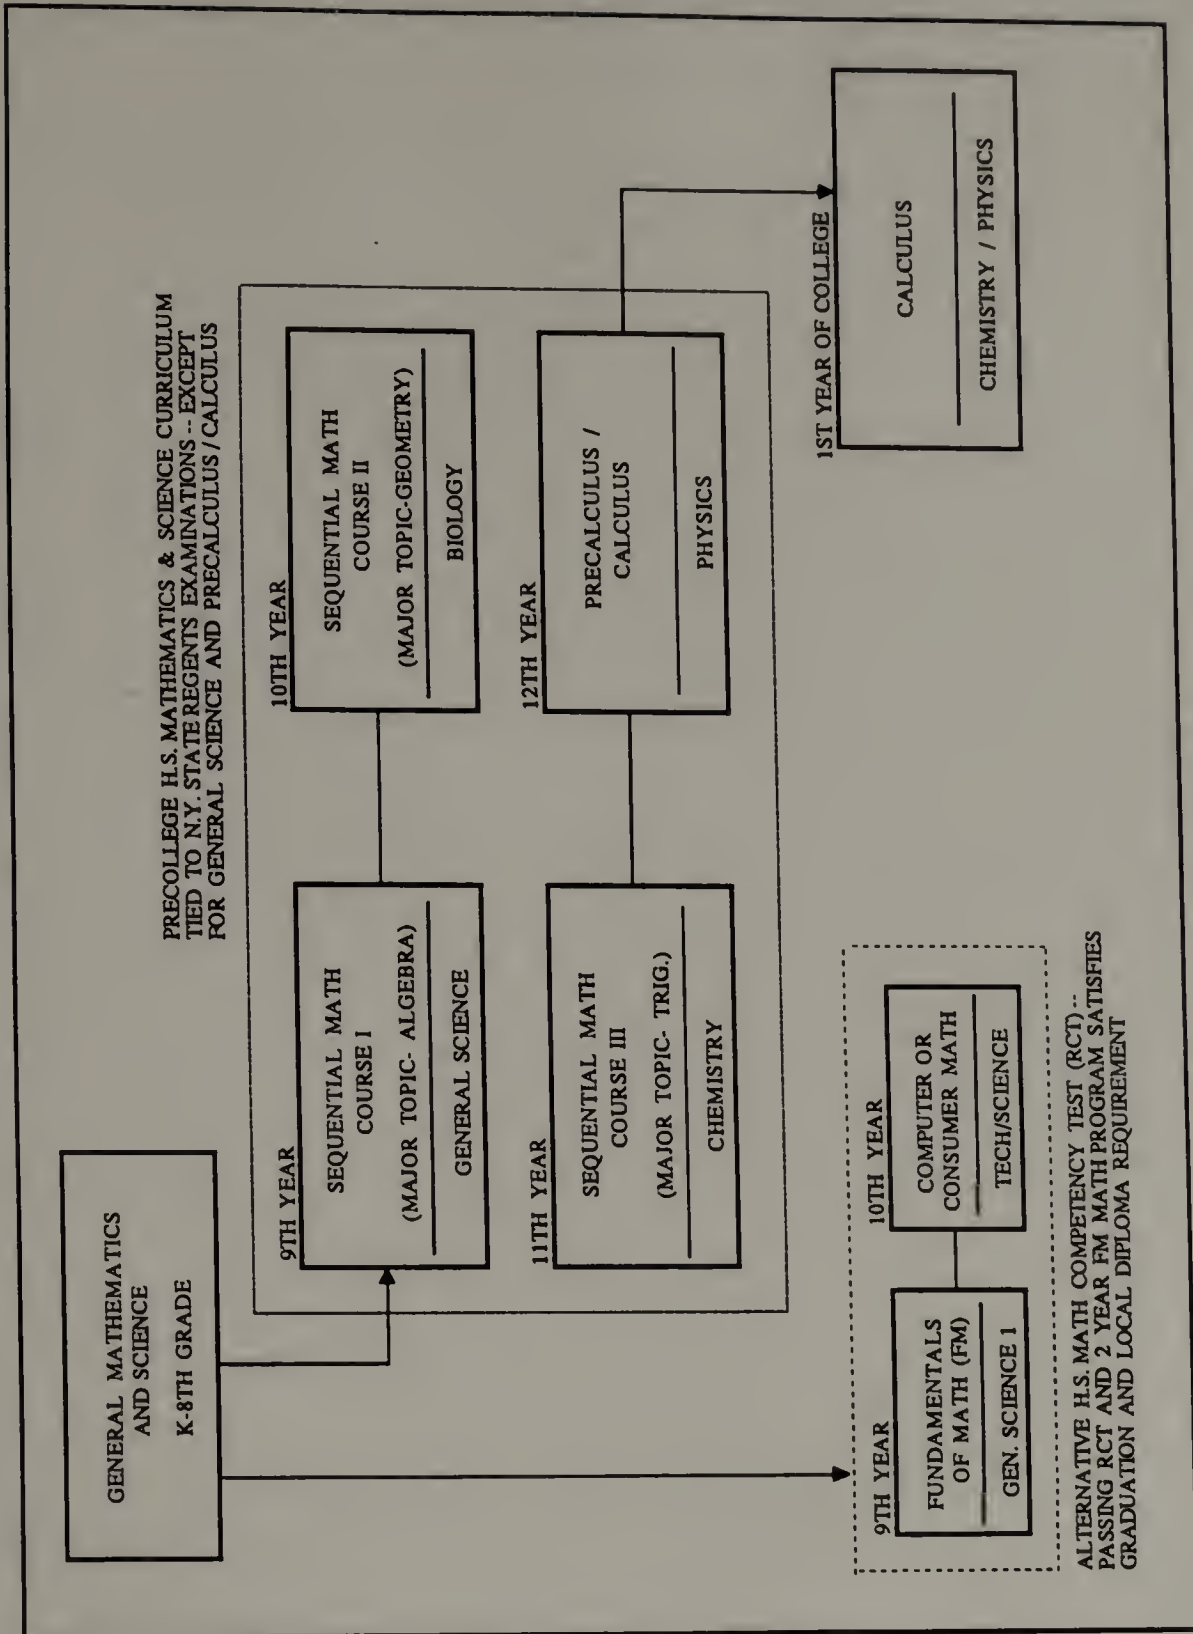 GENERAL MATHEMATICS
AND SCIENCE
K-8TH GRADE
PRECOLLEGE H.S. MATHEMATICS & SCIENCE CURRICULUM
TIED TO N.Y. STATE REGENTS EXAMINATIONS -- EXCEPT
FOR GENERAL SCIENCE AND PRECALCULUS / CALCULUS
9TH YEAR
SEQUENTIAL MATH
COURSE I
(MAJOR TOPIC- ALGEBRA)
GENERAL SCIENCE
10TH YEAR
SEQUENTIAL MATH
COURSE II
(MAJOR TOPIC-GEOMETRY)
BIOLOGY
11TH YEAR
SEQUENTIAL MATH
COURSE III
(MAJOR TOPIC- TRIG.)
CHEMISTRY
12TH YEAR
PRECALCULUS /
CALCULUS
PHYSICS
1ST YEAR OF COLLEGE
CALCULUS
CHEMISTRY / PHYSICS
9TH YEAR
FUNDAMENTALS
OF MATH (FM)
GEN. SCIENCE 1
10TH YEAR
COMPUTER OR
CONSUMER MATH
TECH/SCIENCE
ALTERNATIVE H.S. MATH COMPETENCY TEST (RCT)--
PASSING RCT AND 2 YEAR FM MATH PROGRAM SATISFIES
GRADUATION AND LOCAL DIPLOMA REQUIREMENT